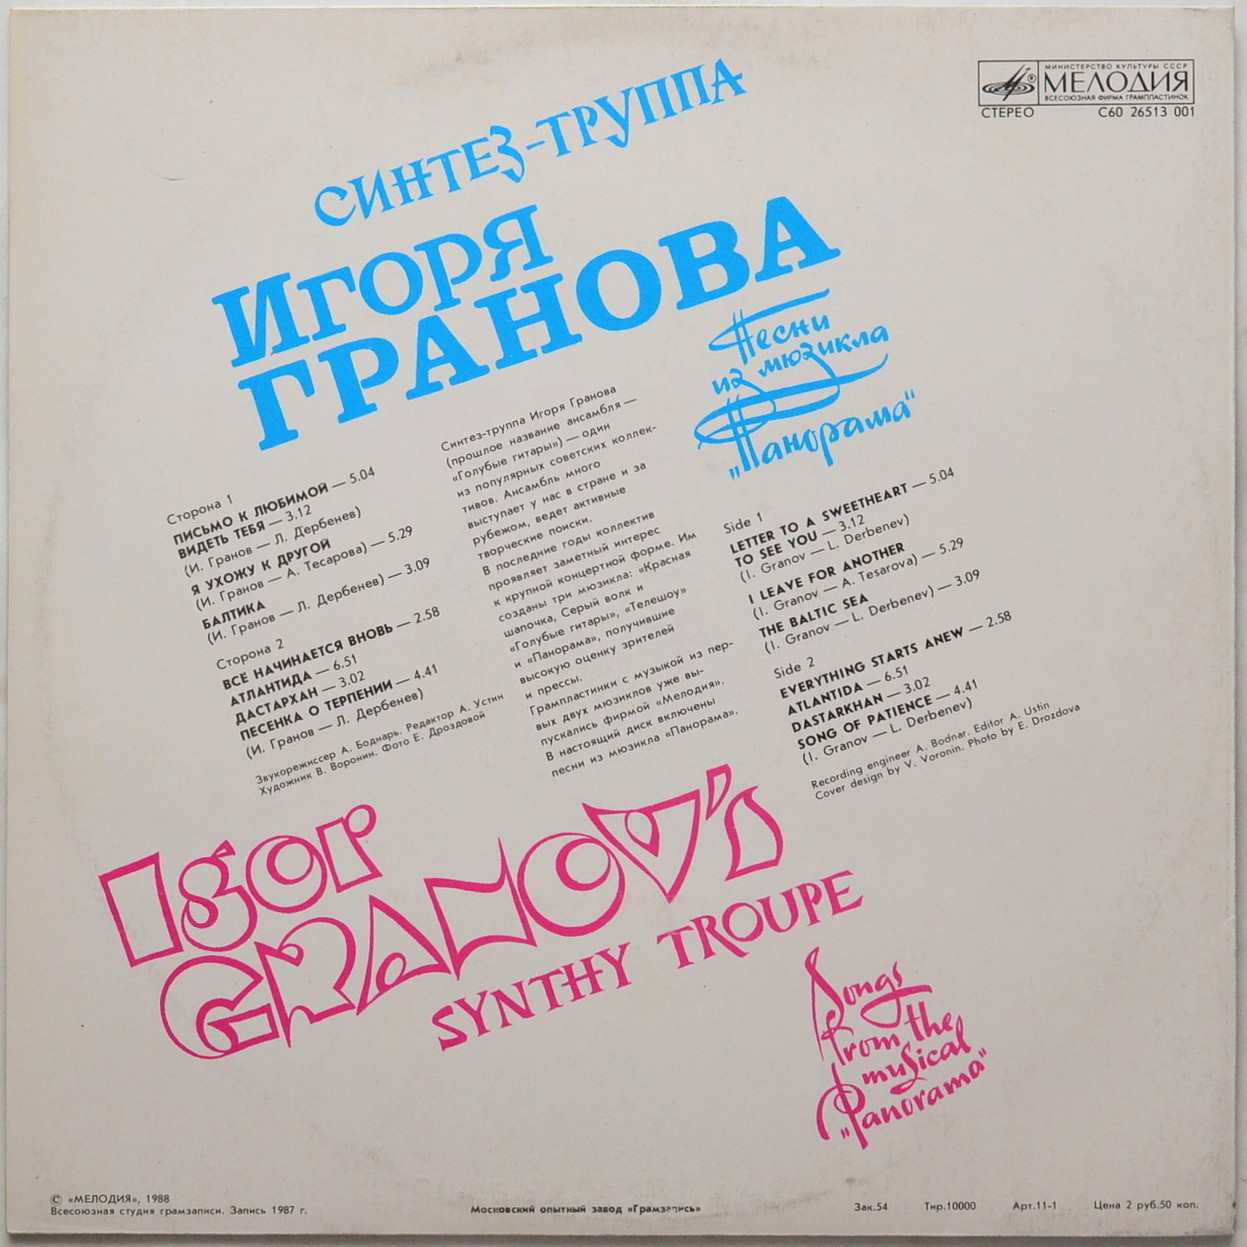 МИНИСТЕРСТВО КУЛЬТУРЫ СССР
МЕЛОДИЯ
ВСЕСОЮЗНАЯ ФИРМА ГРАМПЛАСТИНОК
СТЕРЕО С60 26513 001
СИНТЕЗ-ТРУППА
ИГОРЯ
ГРАНОВА
Песни
из мюзикла
„Панорама“
Сторона 1
ПИСЬМО К ЛЮБИМОЙ — 5.04
ВИДЕТЬ ТЕБЯ — 3.12
(И. Гранов — Л. Дербенев)
Я УХОЖУ К ДРУГОЙ
(И. Гранов — А. Тесарова) — 5.29
БАЛТИКА
(И. Гранов — Л. Дербенев) — 3.09
Сторона 2
ВСЕ НАЧИНАЕТСЯ ВНОВЬ — 2.58
АТЛАНТИДА — 6.51
ДАСТАРХАН — 3.02
ПЕСЕНКА О ТЕРПЕНИИ — 4.41
(И. Гранов — Л. Дербенев)
Звукорежиссер А. Боднарь. Редактор А. Устин
Художник В. Воронин. Фото Е. Дроздовой
Синтез-труппа Игоря Гранова
(прошлое название ансамбля —
«Голубые гитары») — один
из популярных советских коллек-
тивов. Ансамбль много
выступает у нас в стране и за
рубежом, ведет активные
творческие поиски.
В последние годы коллектив
проявляет заметный интерес
к крупной концертной форме. Им
созданы три мюзикла: «Красная
шапочка, Серый волк и
«Голубые гитары», «Телешоу»
и «Панорама», получившие
высокую оценку зрителей
и прессы.
Грампластинки с музыкой из пер-
вых двух мюзиклов уже вы-
пускались фирмой «Мелодия».
В настоящий диск включены
песни из мюзикла «Панорама».
Side 1
LETTER TO A SWEETHEART — 5.04
TO SEE YOU — 3.12
(I. Granov — L. Derbenev)
I LEAVE FOR ANOTHER
(I. Granov — A. Tesarova) — 5.29
THE BALTIC SEA
(I. Granov — L. Derbenev) — 3.09
Side 2
EVERYTHING STARTS ANEW — 2.58
ATLANTIDA — 6.51
DASTARKHAN — 3.02
SONG OF PATIENCE — 4.41
(I. Granov — L. Derbenev)
Recording engineer A. Bodnar. Editor A. Ustin
Cover design by V. Voronin. Photo by E. Drozdova
IGOR
GRANOV'S
SYNTHY TROUPE
Songs
from the
musical
„Panorama“
© «МЕЛОДИЯ», 1988
Всесоюзная студия грамзаписи. Запись 1987 г. Московский опытный завод «Грамзапись» Зак.54 Тир.10000 Арт.11-1 Цена 2 руб.50 коп.